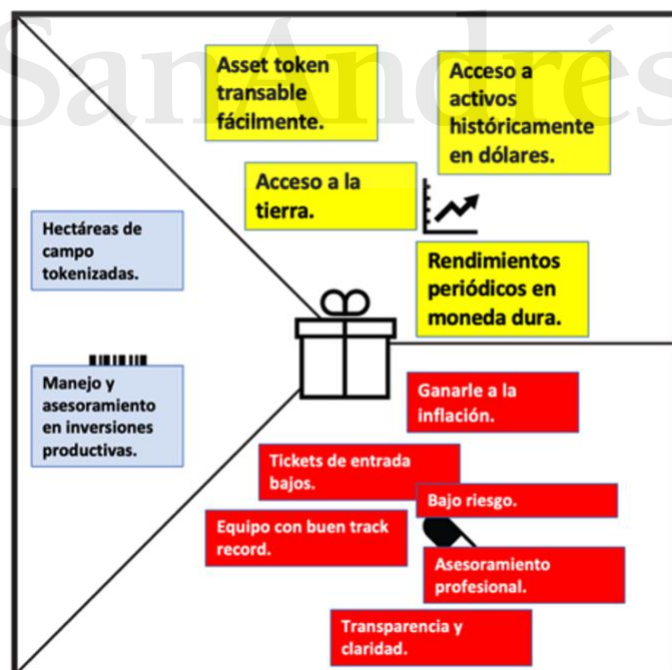 SanAndrés
Asset token
transable
fácilmente.
Acceso a
activos
históricamente
en dólares.
Acceso a la
tierra.
Rendimientos
periódicos en
moneda dura.
Hectáreas de
campo
tokenizadas.
Manejo y
asesoramiento
en inversiones
productivas.
Ganarle a la
inflación.
Tickets de entrada
bajos.
Bajo riesgo.
Equipo con buen track
record.
Asesoramiento
profesional.
Transparencia y
claridad.